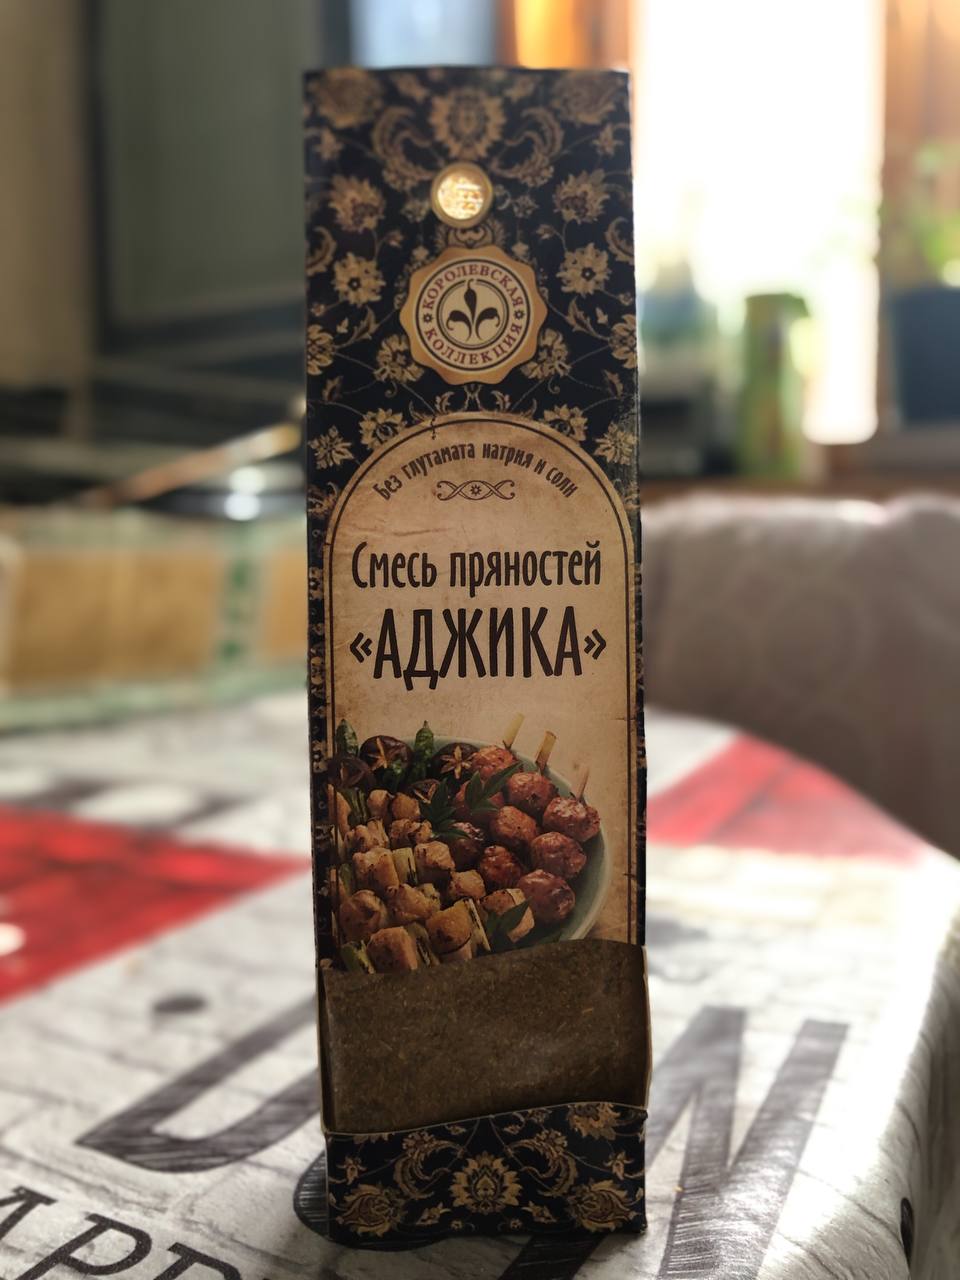 КОРОЛЕВСКАЯ
КОЛЛЕКЦИЯ
Без глутамата натрия и соли
Смесь пряностей
«АДЖИКА»